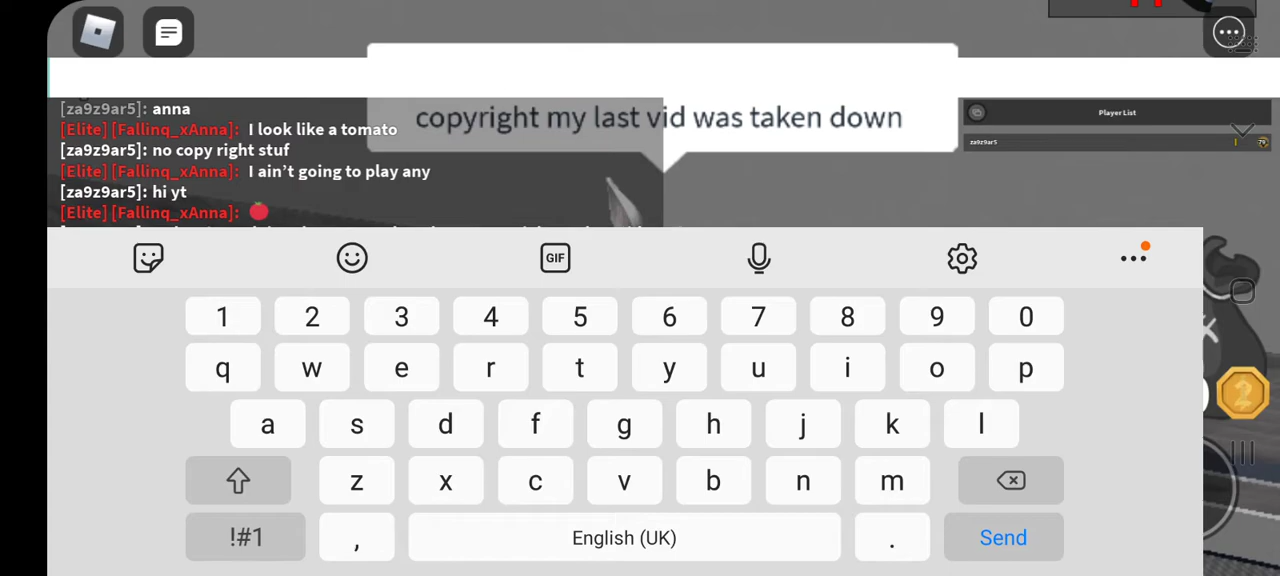 [za9z9ar5]: anna
[Elite] [Fallinq_xAnna]: I look like a tomato
[za9z9ar5]: no copy right stuf
[Elite] [Fallinq_xAnna]: I ain't going to play any
[za9z9ar5]: hi yt
[Elite] [Fallinq_xAnna]: 🍅
copyright my last vid was taken down
Player List
za9z9ar5
GIF
1 2 3 4 5 6 7 8 9 0
q w e r t y u i o p
a s d f g h j k l
z x c v b n m
!#1 , English (UK) . Send